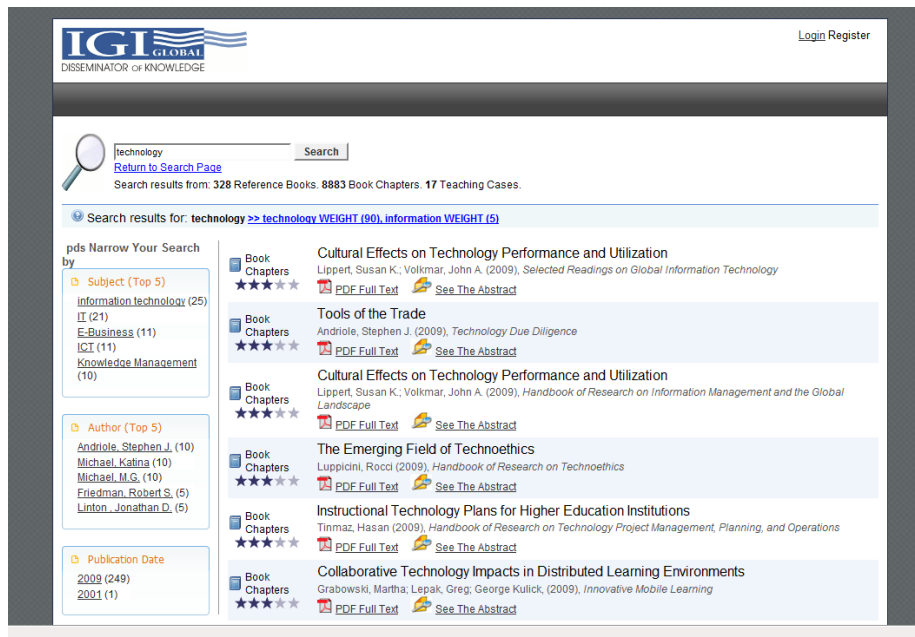 IGI GLOBAL
DISSEMINATOR OF KNOWLEDGE
Login Register
technology
Search
Return to Search Page
Search results from: 328 Reference Books. 8883 Book Chapters. 17 Teaching Cases.
Search results for: technology >> technology WEIGHT (90), information WEIGHT (5)
pds Narrow Your Search
by
Subject (Top 5)
information technology (25)
IT (21)
E-Business (11)
ICT (11)
Knowledge Management
(10)
Author (Top 5)
Andriole, Stephen J. (10)
Michael, Katina (10)
Michael, M.G. (10)
Friedman, Robert S. (5)
Linton , Jonathan D. (5)
Publication Date
2009 (249)
2001 (1)
Book
Chapters
Cultural Effects on Technology Performance and Utilization
Lippert, Susan K.; Volkmar, John A. (2009), Selected Readings on Global Information Technology
PDF Full Text See The Abstract
Book
Chapters
Tools of the Trade
Andriole, Stephen J. (2009), Technology Due Diligence
PDF Full Text See The Abstract
Book
Chapters
Cultural Effects on Technology Performance and Utilization
Lippert, Susan K.; Volkmar, John A. (2009), Handbook of Research on Information Management and the Global
Landscape
PDF Full Text See The Abstract
Book
Chapters
The Emerging Field of Technoethics
Luppicini, Rocci (2009), Handbook of Research on Technoethics
PDF Full Text See The Abstract
Book
Chapters
Instructional Technology Plans for Higher Education Institutions
Tinmaz, Hasan (2009), Handbook of Research on Technology Project Management, Planning, and Operations
PDF Full Text See The Abstract
Book
Chapters
Collaborative Technology Impacts in Distributed Learning Environments
Grabowski, Martha; Lepak, Greg; George Kulick, (2009), Innovative Mobile Learning
PDF Full Text See The Abstract